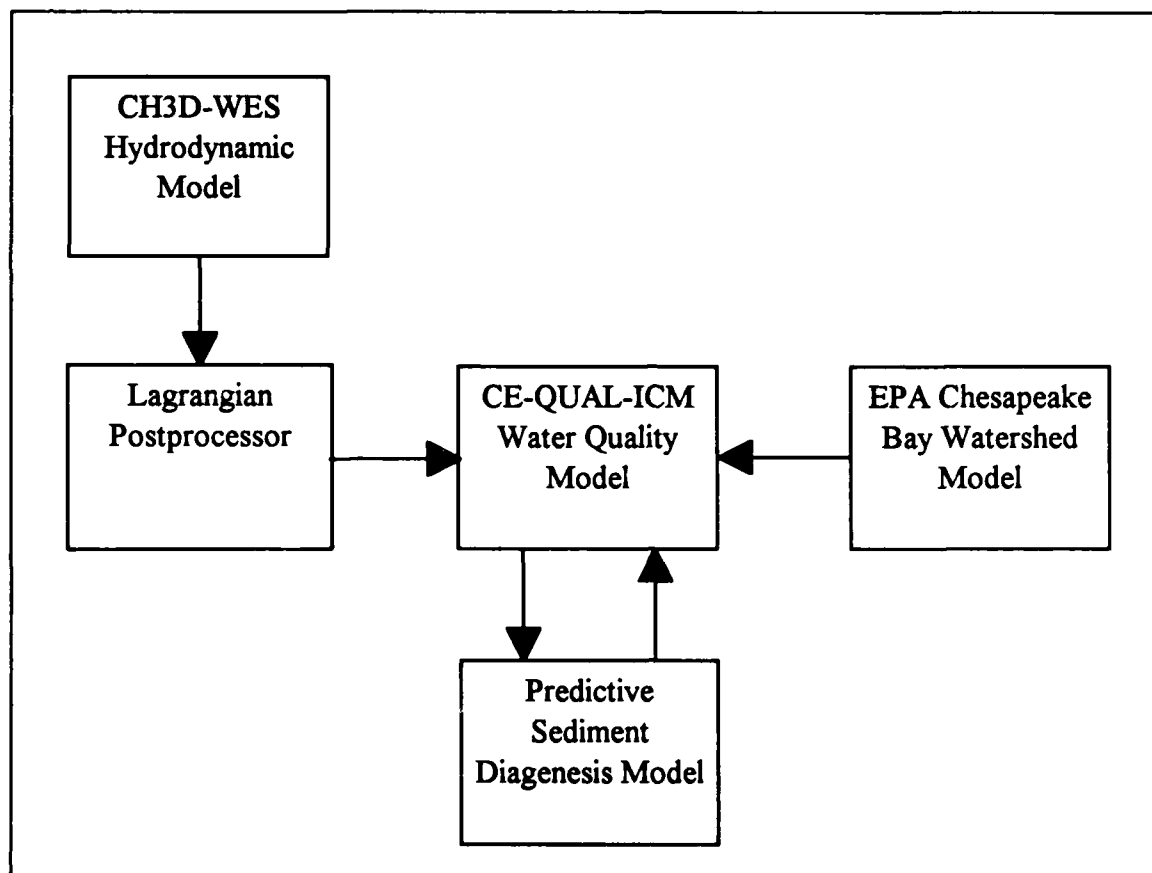 CH3D-WES
Hydrodynamic
Model
Lagrangian
Postprocessor
CE-QUAL-ICM
Water Quality
Model
EPA Chesapeake
Bay Watershed
Model
Predictive
Sediment
Diagenesis Model